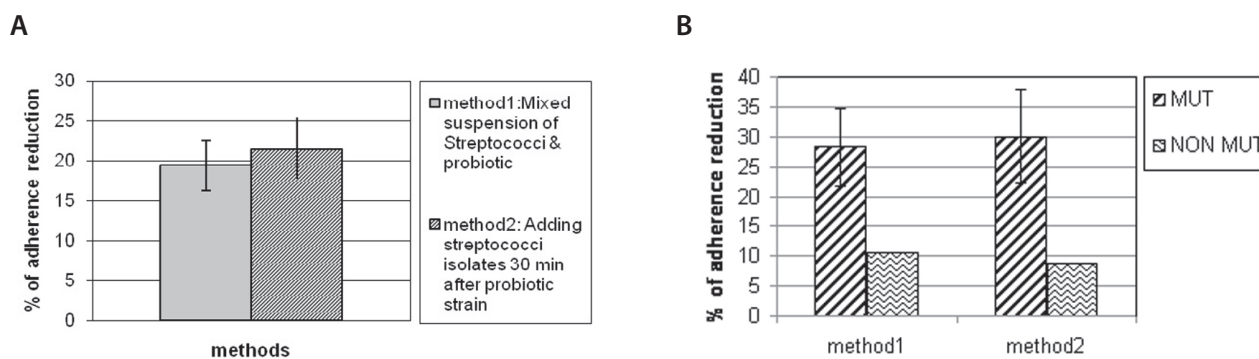 A
30
25
20
15
10
5
0
% of adherence reduction
methods
method1:Mixed
suspension of
Streptococci &
probiotic
method2: Adding
streptococci
isolates 30 min
after probiotic
strain
B
40
35
30
25
20
15
10
5
0
% of adherence reduction
method1
method2
MUT
NON MUT